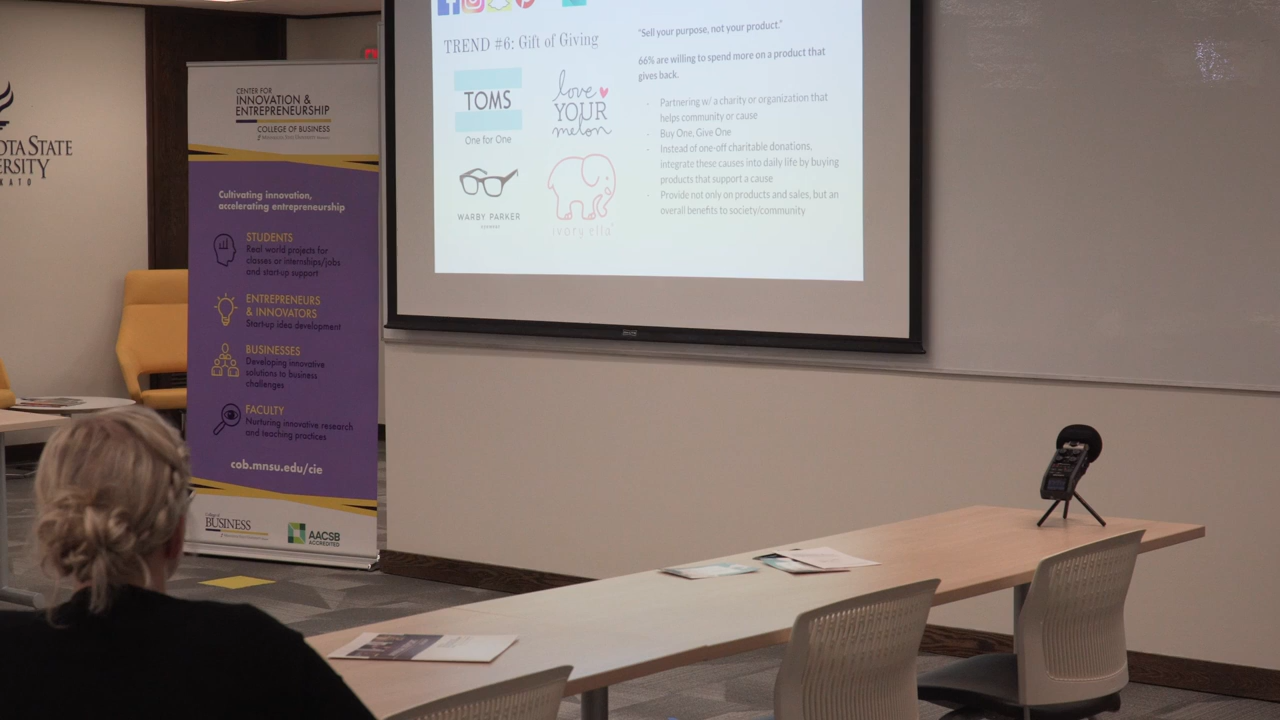 OTA STATE
ERSITY
KATO
CENTER FOR
INNOVATION &
ENTREPRENEURSHIP
COLLEGE OF BUSINESS
Cultivating innovation,
accelerating entrepreneurship
STUDENTS
Real world projects for
classes or internships/jobs
and start-up support
ENTREPRENEURS
& INNOVATORS
Start-up idea development
BUSINESSES
Developing innovative
solutions to business
challenges
FACULTY
Nurturing innovative research
and teaching practices
cob.mnsu.edu/cie
College of
BUSINESS
AACSB
ACCREDITED
TREND #6: Gift of Giving
TOMS
One for One
love
YOUR
melon
WARBY PARKER
ivory ella
"Sell your purpose, not your product."
66% are willing to spend more on a product that
gives back.
- Partnering w/ a charity or organization that
helps community or cause
- Buy One, Give One
- Instead of one-off charitable donations,
integrate these causes into daily life by buying
products that support a cause
- Provide not only on products and sales, but an
overall benefits to society/community